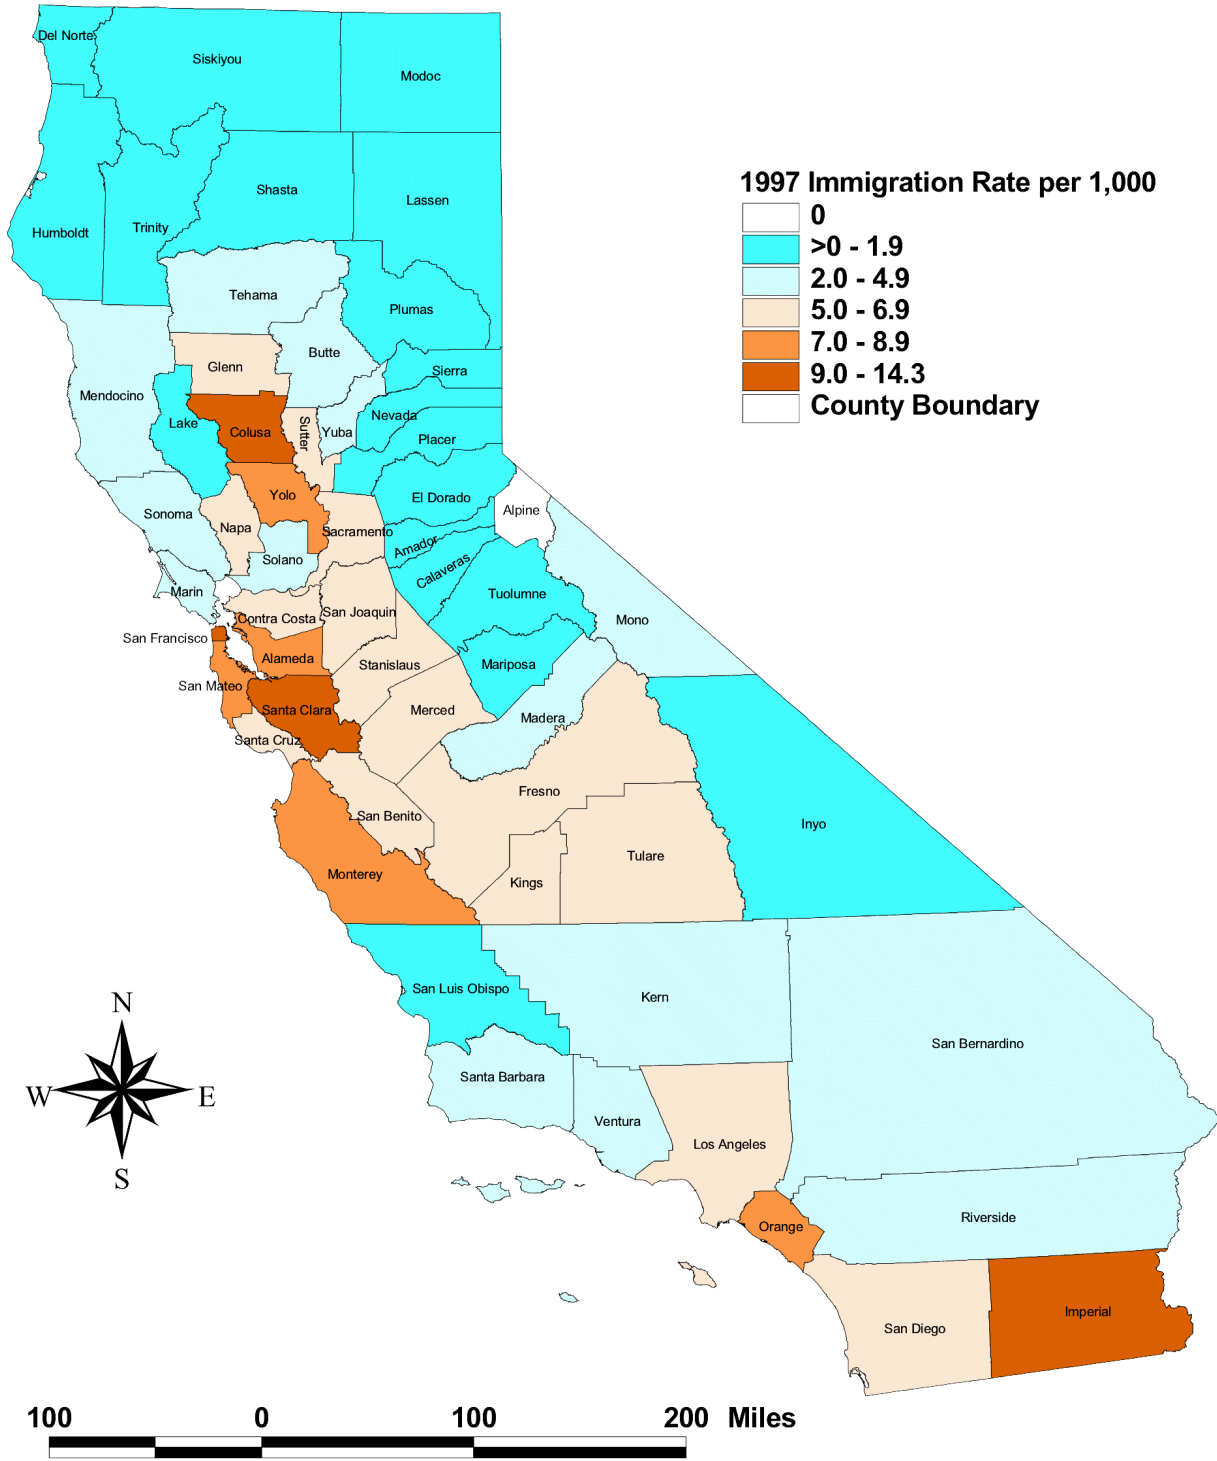 Del Norte
Siskiyou
Modoc
Shasta
Lassen
Humboldt
Trinity
1997 Immigration Rate per 1,000
0
>0 - 1.9
2.0 - 4.9
5.0 - 6.9
7.0 - 8.9
9.0 - 14.3
County Boundary
Tehama
Plumas
Butte
Glenn
Sierra
Mendocino
Lake
Colusa
Sutter
Yuba
Nevada
Placer
Yolo
El Dorado
Sonoma
Napa
Sacramento
Alpine
Amador
Solano
Calaveras
Marin
Tuolumne
Contra Costa
San Joaquin
Mono
San Francisco
Alameda
Stanislaus
Mariposa
San Mateo
Santa Clara
Merced
Madera
Santa Cruz
Fresno
San Benito
Inyo
Tulare
Monterey
Kings
San Luis Obispo
Kern
N
W
E
S
San Bernardino
Santa Barbara
Ventura
Los Angeles
Riverside
Orange
Imperial
San Diego
100 0 100 200 Miles